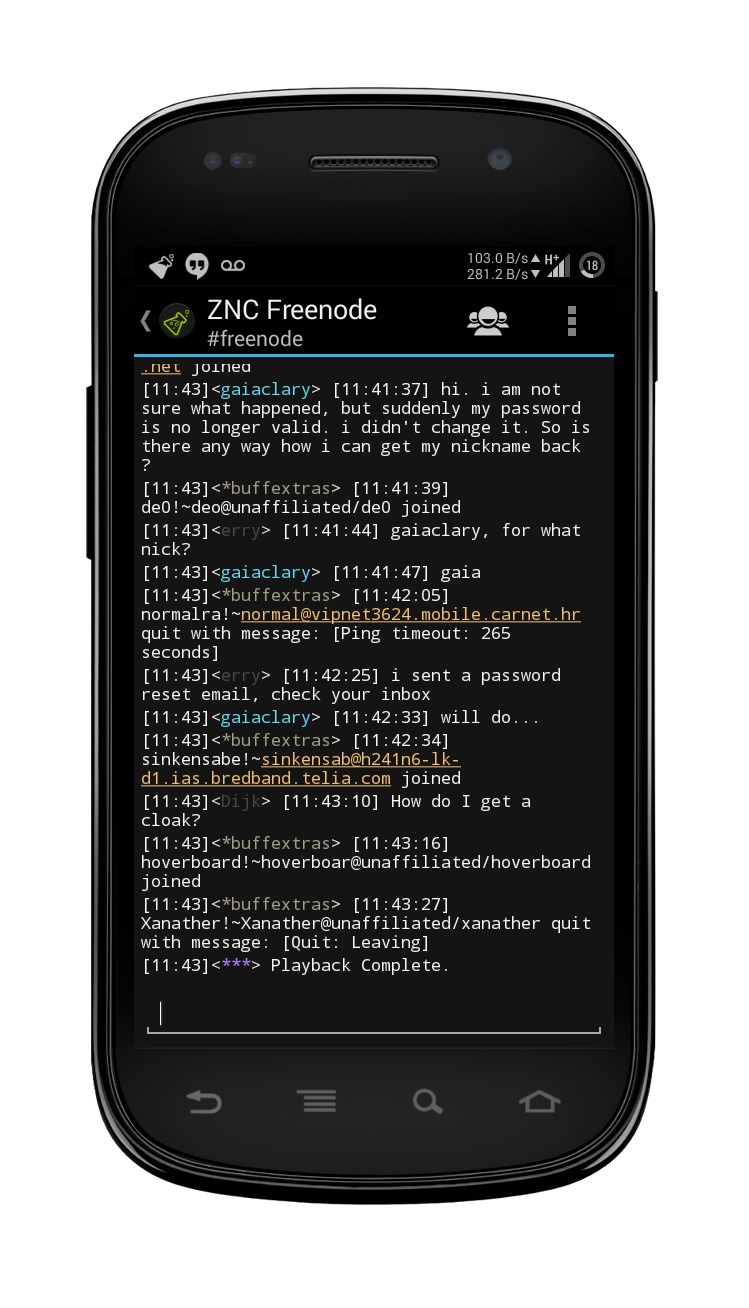 103.0 B/s
H+
281.2 B/s
18
ZNC Freenode
#freenode
.net joined
[11:43]<gaiaclary> [11:41:37] hi. i am not
sure what happened, but suddenly my password
is no longer valid. i didn't change it. So is
there any way how i can get my nickname back
?
[11:43]<*buffextras> [11:41:39]
de0!~deo@unaffiliated/de0 joined
[11:43]<erry> [11:41:44] gaiaclary, for what
nick?
[11:43]<gaiaclary> [11:41:47] gaia
[11:43]<*buffextras> [11:42:05]
normalra!~normal@vipnet3624.mobile.carnet.hr
quit with message: [Ping timeout: 265
seconds]
[11:43]<erry> [11:42:25] i sent a password
reset email, check your inbox
[11:43]<gaiaclary> [11:42:33] will do...
[11:43]<*buffextras> [11:42:34]
sinkensabe!~sinkensab@h241n6-lk-
d1.ias.bredband.telia.com joined
[11:43]<Dijk> [11:43:10] How do I get a
cloak?
[11:43]<*buffextras> [11:43:16]
hoverboard!~hoverboar@unaffiliated/hoverboard
joined
[11:43]<*buffextras> [11:43:27]
Xanather!~Xanather@unaffiliated/xanather quit
with message: [Quit: Leaving]
[11:43]<***> Playback Complete.